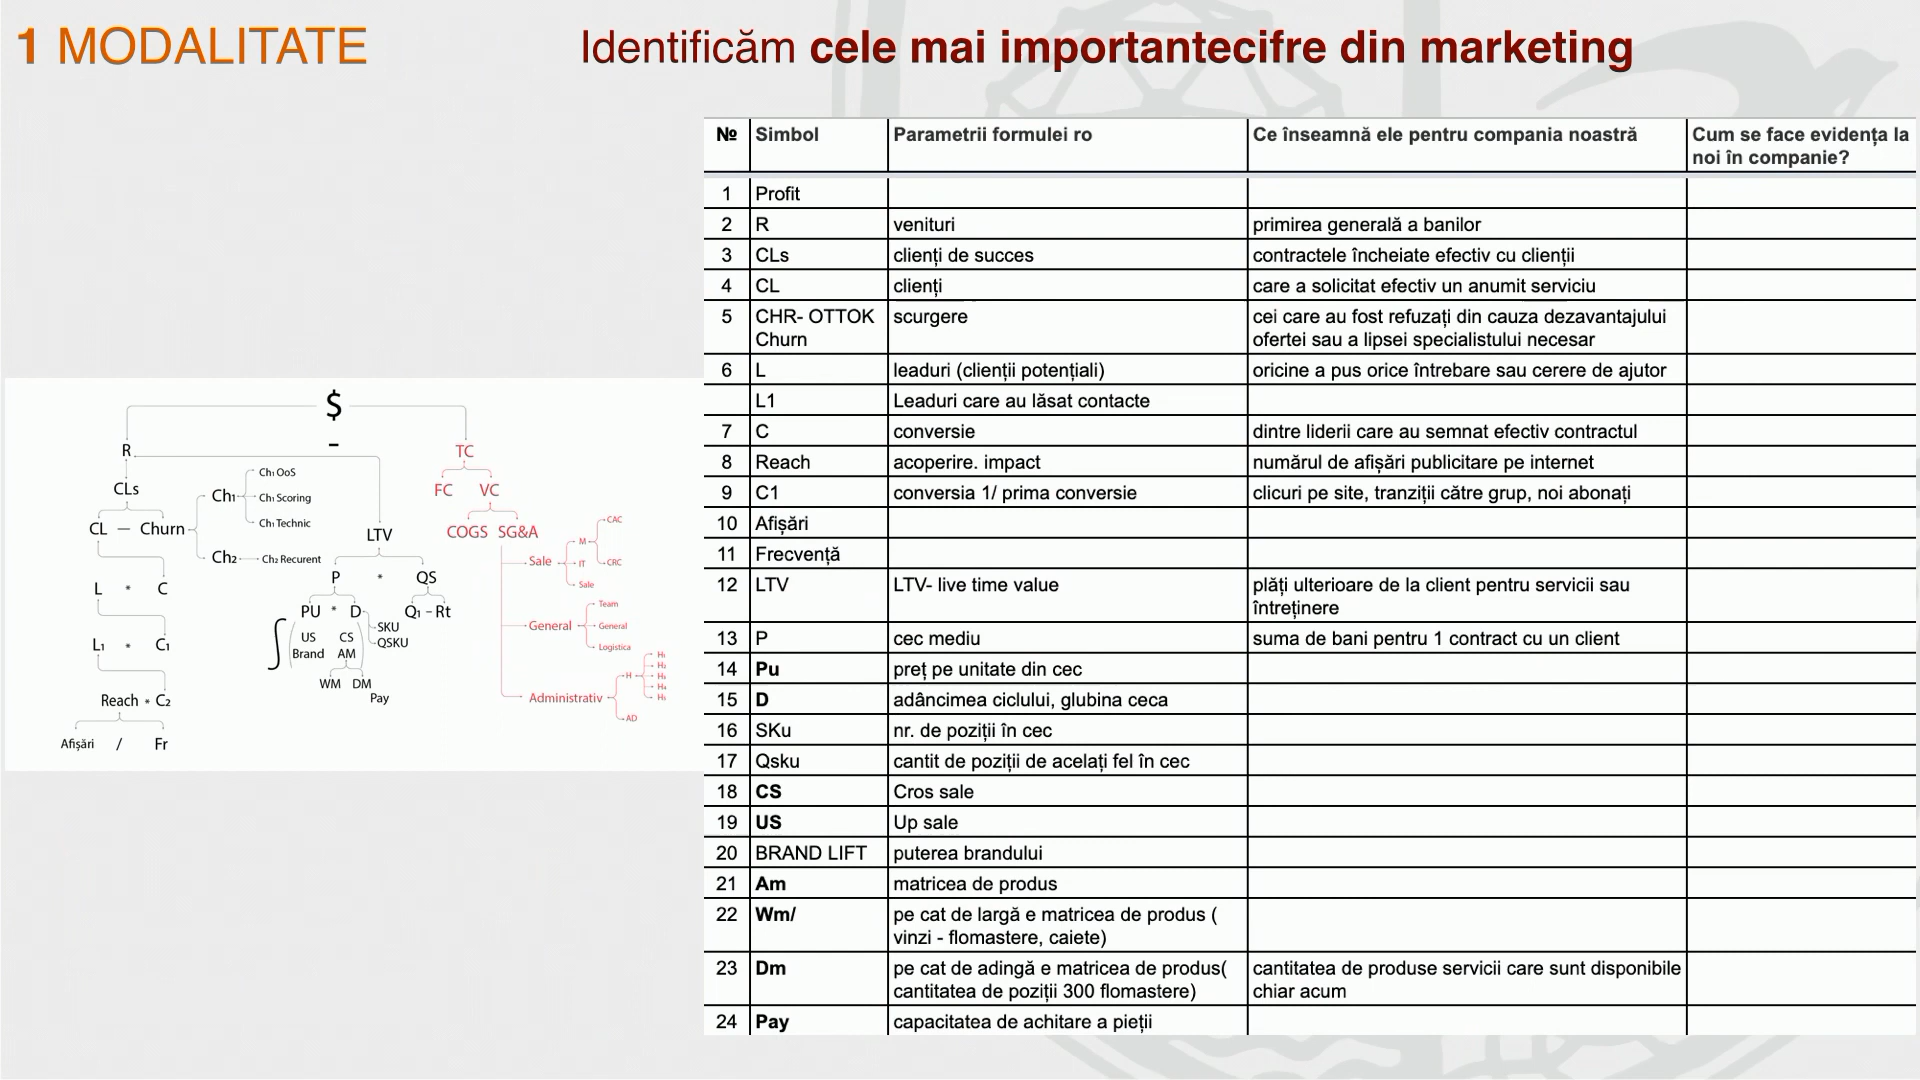 1 MODALITATE
Identificăm cele mai importantecifre din marketing
$
R
–
TC
CLs
Ch1
Ch1 OoS
Ch1 Scoring
Ch1 Technic
FC VC
CL — Churn
Ch2
Ch2 Recurent
LTV
COGS SG&A
L * C
P * QS
PU * D
Q1 - Rt
SKU
QSKU
∫
US CS
Brand AM
WM DM
Pay
L1 * C1
Reach * C2
Afișări / Fr
Sale
M
CAC
CRC
IT
Sale
General
Team
General
Logistica
Administrativ
H
H1
H2
H3
H4
H5
AD
№ Simbol Parametrii formulei ro Ce înseamnă ele pentru compania noastră Cum se face evidența la
noi în companie?
1 Profit
2 R venituri primirea generală a banilor
3 CLs clienți de succes contractele încheiate efectiv cu clienții
4 CL clienți care a solicitat efectiv un anumit serviciu
5 CHR- OTTOK scurgere cei care au fost refuzați din cauza dezavantajului
Churn ofertei sau a lipsei specialistului necesar
6 L leaduri (clienții potențiali) oricine a pus orice întrebare sau cerere de ajutor
L1 Leaduri care au lăsat contacte
7 C conversie dintre liderii care au semnat efectiv contractul
8 Reach acoperire. impact numărul de afișări publicitare pe internet
9 C1 conversia 1/ prima conversie clicuri pe site, tranziții către grup, noi abonați
10 Afișări
11 Frecvență
12 LTV LTV- live time value plăți ulterioare de la client pentru servicii sau
întreținere
13 P cec mediu suma de bani pentru 1 contract cu un client
14 Pu preț pe unitate din cec
15 D adâncimea ciclului, glubina ceca
16 SKu nr. de poziții în cec
17 Qsku cantit de poziții de acelați fel în cec
18 CS Cros sale
19 US Up sale
20 BRAND LIFT puterea brandului
21 Am matricea de produs
22 Wm/ pe cat de largă e matricea de produs (
vinzi - flomastere, caiete)
23 Dm pe cat de adingă e matricea de produs( cantitatea de produse servicii care sunt disponibile
cantitatea de poziții 300 flomastere) chiar acum
24 Pay capacitatea de achitare a pieții